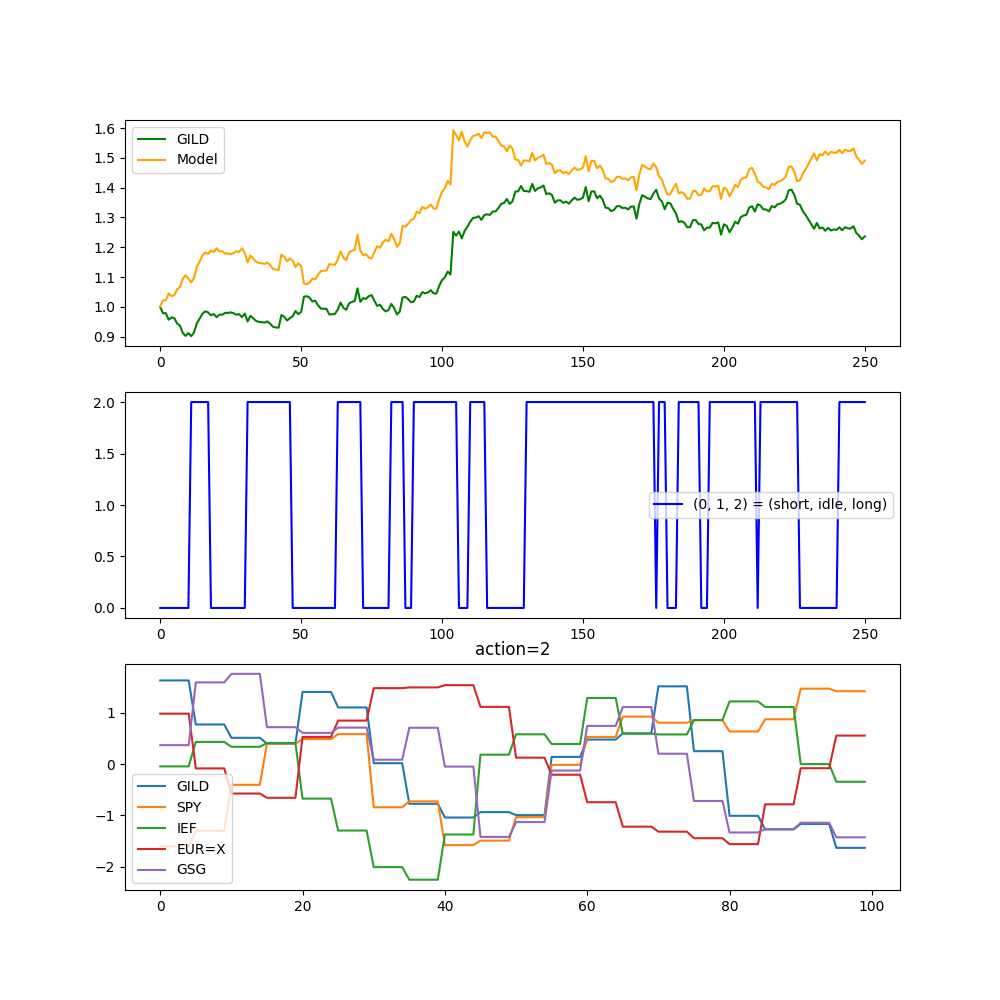 1.6
1.5
1.4
1.3
1.2
1.1
1.0
0.9
GILD
Model
0 50 100 150 200 250
2.0
1.5
1.0
0.5
0.0
(0, 1, 2) = (short, idle, long)
0 50 100 150 200 250
action=2
1
0
−1
−2
GILD
SPY
IEF
EUR=X
GSG
0 20 40 60 80 100